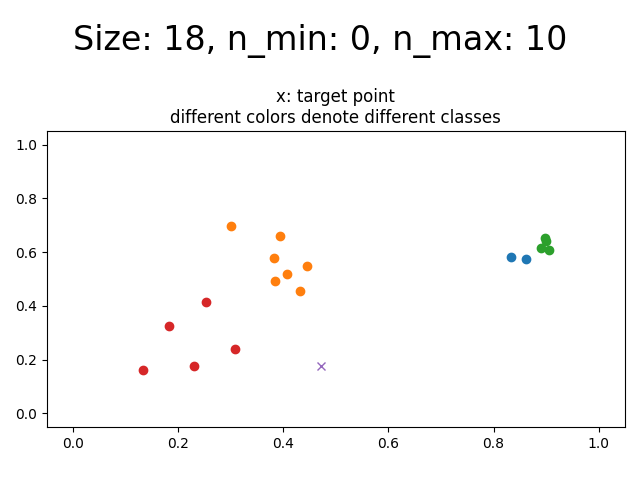 Size: 18, n_min: 0, n_max: 10
x: target point
different colors denote different classes
1.0
0.8
0.6
0.4
0.2
0.0
0.0 0.2 0.4 0.6 0.8 1.0